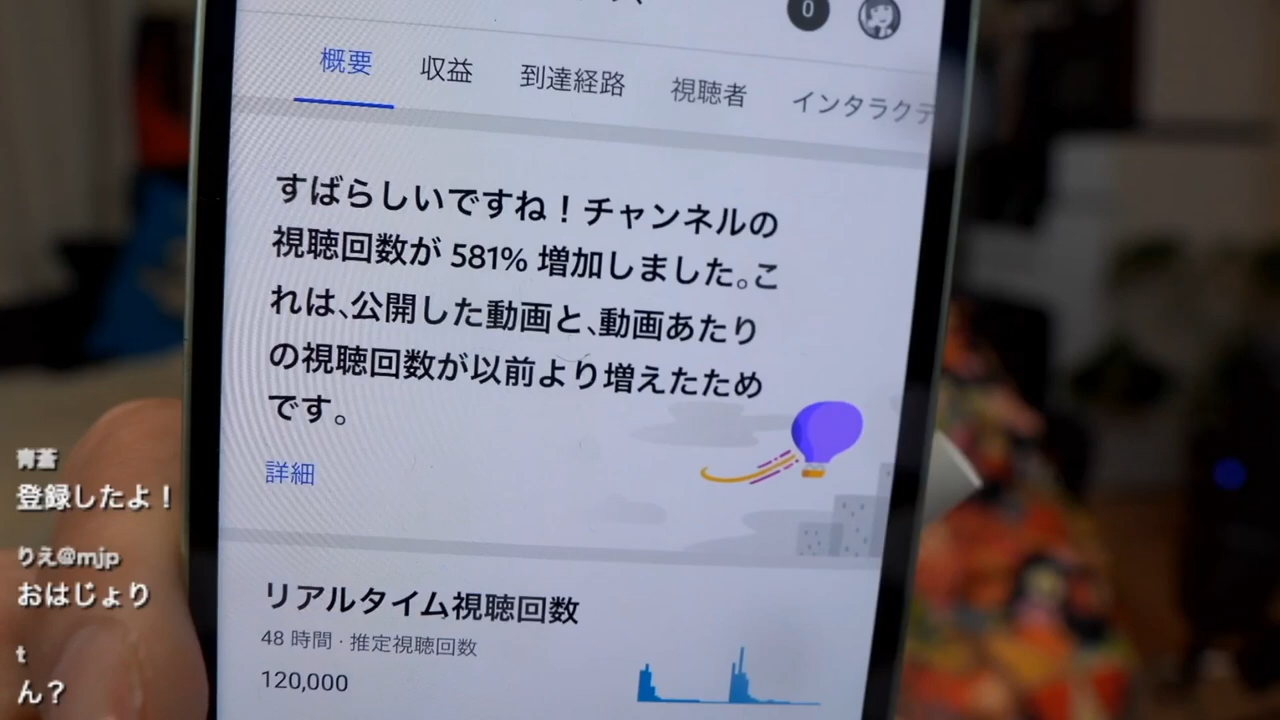 0
概要 収益 到達経路 視聴者 インタラクテ
すばらしいですね！チャンネルの
視聴回数が 581% 増加しました。こ
れは、公開した動画と、動画あたり
の視聴回数が以前より増えたため
です。
詳細
リアルタイム視聴回数
48 時間 · 推定視聴回数
120,000
青蓋
登録したよ！
りえ@mjp
おはじょり
t
ん？